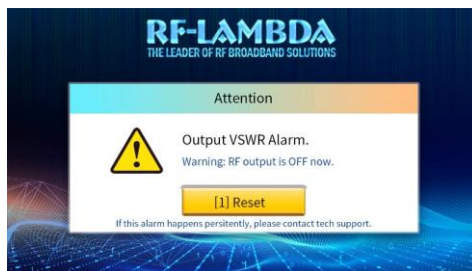 RF-LAMBDA
THE LEADER OF RF BROADBAND SOLUTIONS
Attention
Output VSWR Alarm.
Warning: RF output is OFF now.
[1] Reset
If this alarm happens persitently, please contact tech support.